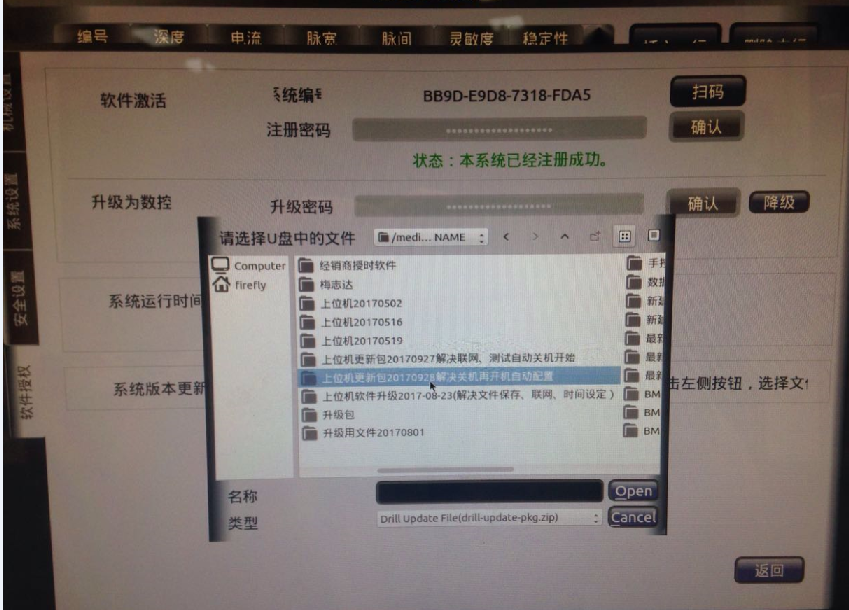 编号 深度 电流 脉宽 脉间 灵敏度 稳定性
软件激活 系统编号 BB9D-E9D8-7318-FDA5 扫码
注册密码 确认
状态：本系统已经注册成功。
升级为数控 升级密码 确认 降级
请选择U盘中的文件 /medi... NAME
Computer
firefly
经销商授时软件
梅志达
上位机20170502
上位机20170516
上位机20170519
上位机更新包20170927解决联网、测试自动关机开始
上位机更新包20170928解决关机再开机自动配置
上位机软件升级2017-08-23(解决文件保存、联网、时间设定)
升级包
升级用文件20170801
手控
数控
新建
新建
最新
最新
最新
BM
BM
BM
系统设置
安全设置
软件授权
系统运行时间
系统版本更新 击左侧按钮，选择文件
名称 Open
类型 Drill Update File(drill-update-pkg.zip) Cancel
返回